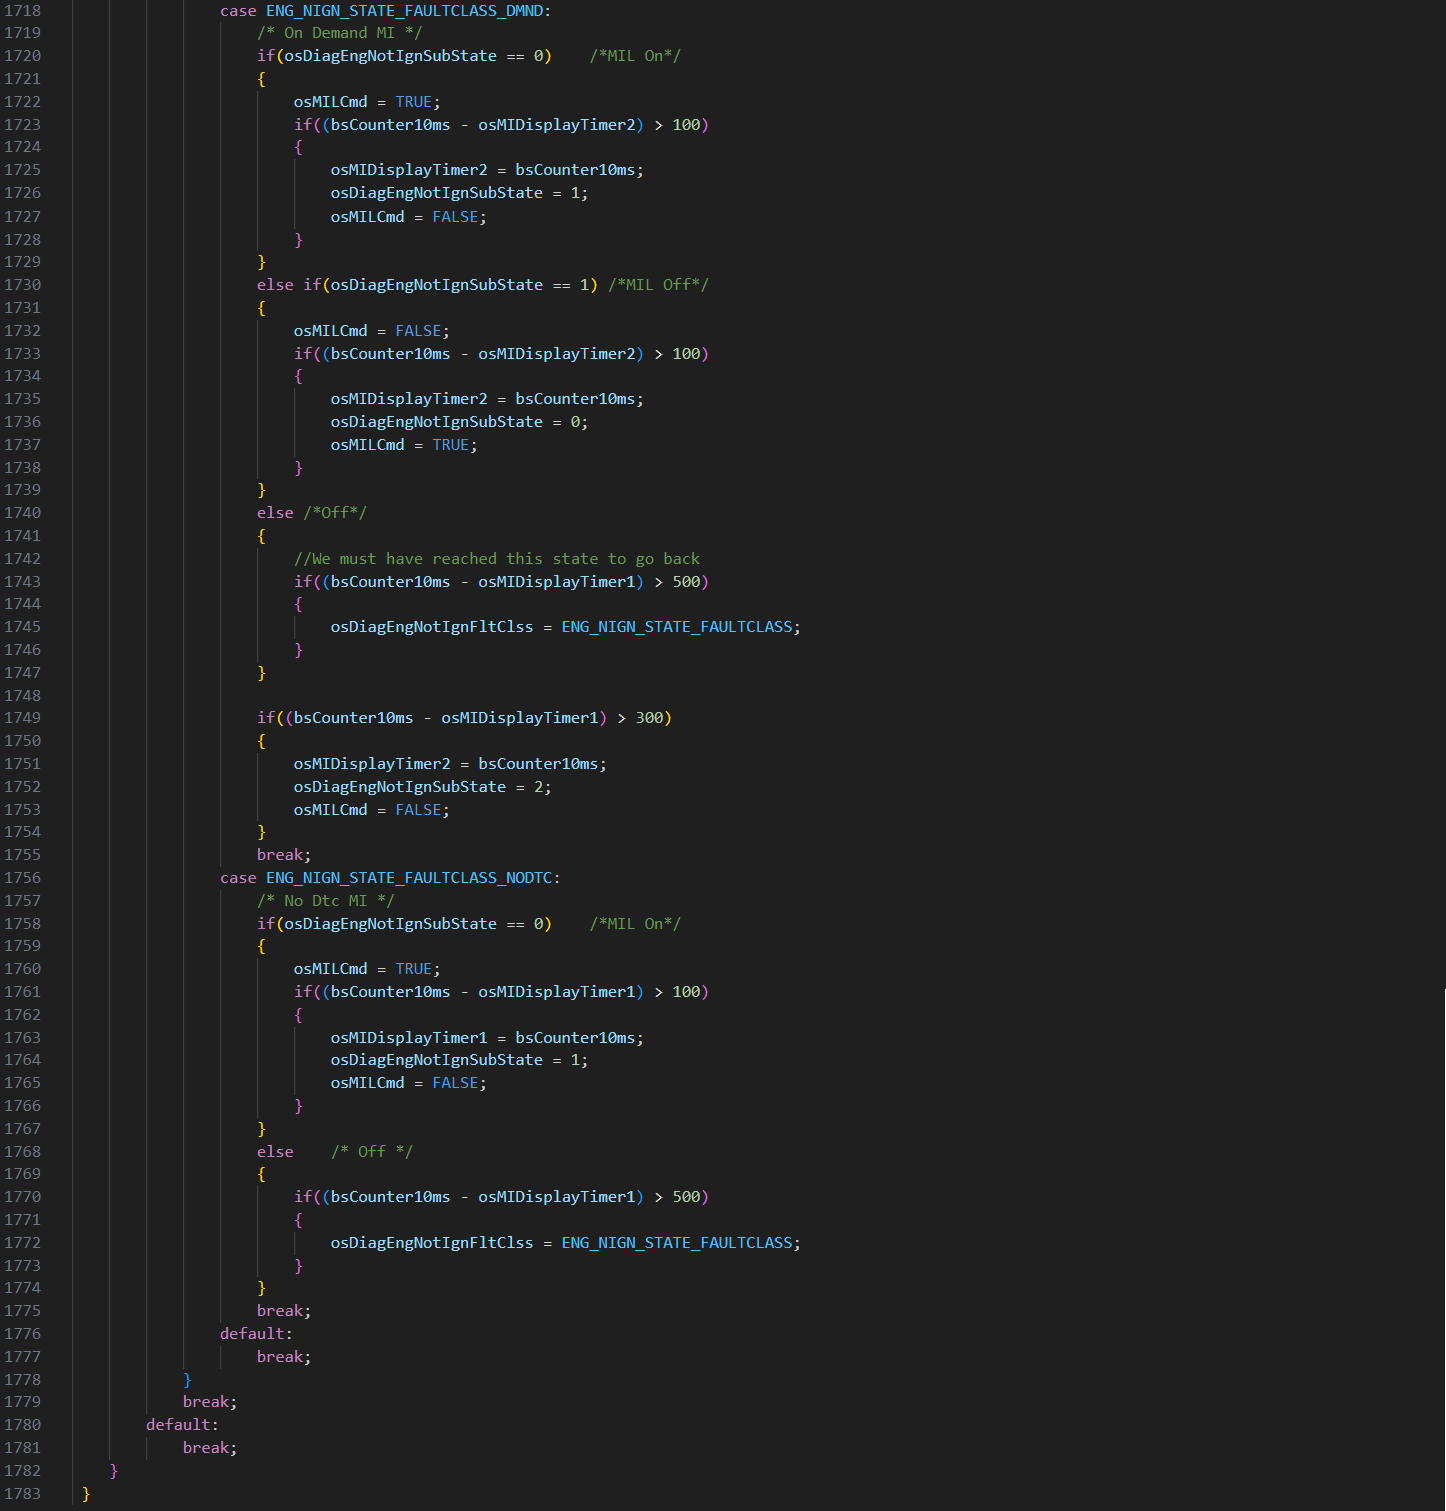 1718 case ENG_NIGN_STATE_FAULTCLASS_DMND:
1719 /* On Demand MI */
1720 if(osDiagEngNotIgnSubState == 0)    /*MIL On*/
1721 {
1722 osMILCmd = TRUE;
1723 if((bsCounter10ms - osMIDisplayTimer2) > 100)
1724 {
1725 osMIDisplayTimer2 = bsCounter10ms;
1726 osDiagEngNotIgnSubState = 1;
1727 osMILCmd = FALSE;
1728 }
1729 }
1730 else if(osDiagEngNotIgnSubState == 1) /*MIL Off*/
1731 {
1732 osMILCmd = FALSE;
1733 if((bsCounter10ms - osMIDisplayTimer2) > 100)
1734 {
1735 osMIDisplayTimer2 = bsCounter10ms;
1736 osDiagEngNotIgnSubState = 0;
1737 osMILCmd = TRUE;
1738 }
1739 }
1740 else /*Off*/
1741 {
1742 //We must have reached this state to go back
1743 if((bsCounter10ms - osMIDisplayTimer1) > 500)
1744 {
1745 osDiagEngNotIgnFltClss = ENG_NIGN_STATE_FAULTCLASS;
1746 }
1747 }
1748
1749 if((bsCounter10ms - osMIDisplayTimer1) > 300)
1750 {
1751 osMIDisplayTimer2 = bsCounter10ms;
1752 osDiagEngNotIgnSubState = 2;
1753 osMILCmd = FALSE;
1754 }
1755 break;
1756 case ENG_NIGN_STATE_FAULTCLASS_NODTC:
1757 /* No Dtc MI */
1758 if(osDiagEngNotIgnSubState == 0)    /*MIL On*/
1759 {
1760 osMILCmd = TRUE;
1761 if((bsCounter10ms - osMIDisplayTimer1) > 100)
1762 {
1763 osMIDisplayTimer1 = bsCounter10ms;
1764 osDiagEngNotIgnSubState = 1;
1765 osMILCmd = FALSE;
1766 }
1767 }
1768 else    /* Off */
1769 {
1770 if((bsCounter10ms - osMIDisplayTimer1) > 500)
1771 {
1772 osDiagEngNotIgnFltClss = ENG_NIGN_STATE_FAULTCLASS;
1773 }
1774 }
1775 break;
1776 default:
1777 break;
1778 }
1779 break;
1780 default:
1781 break;
1782 }
1783 }